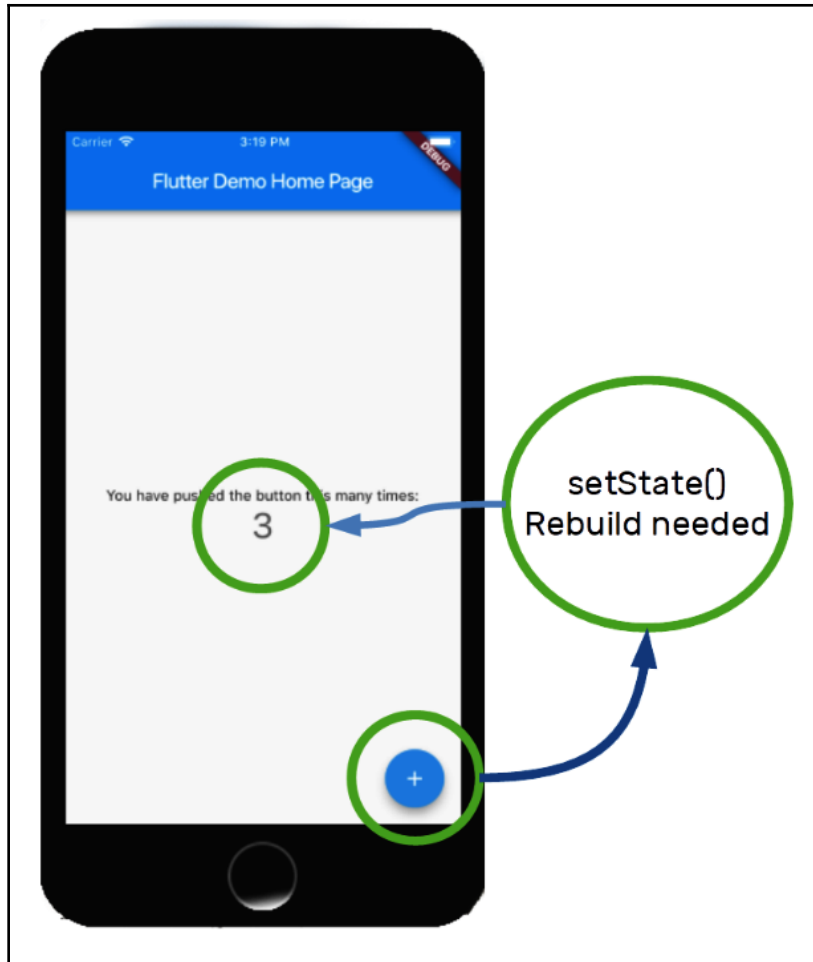 Carrier 3:19 PM
DEBUG
Flutter Demo Home Page
You have pushed the button this many times:
3
setState()
Rebuild needed
+